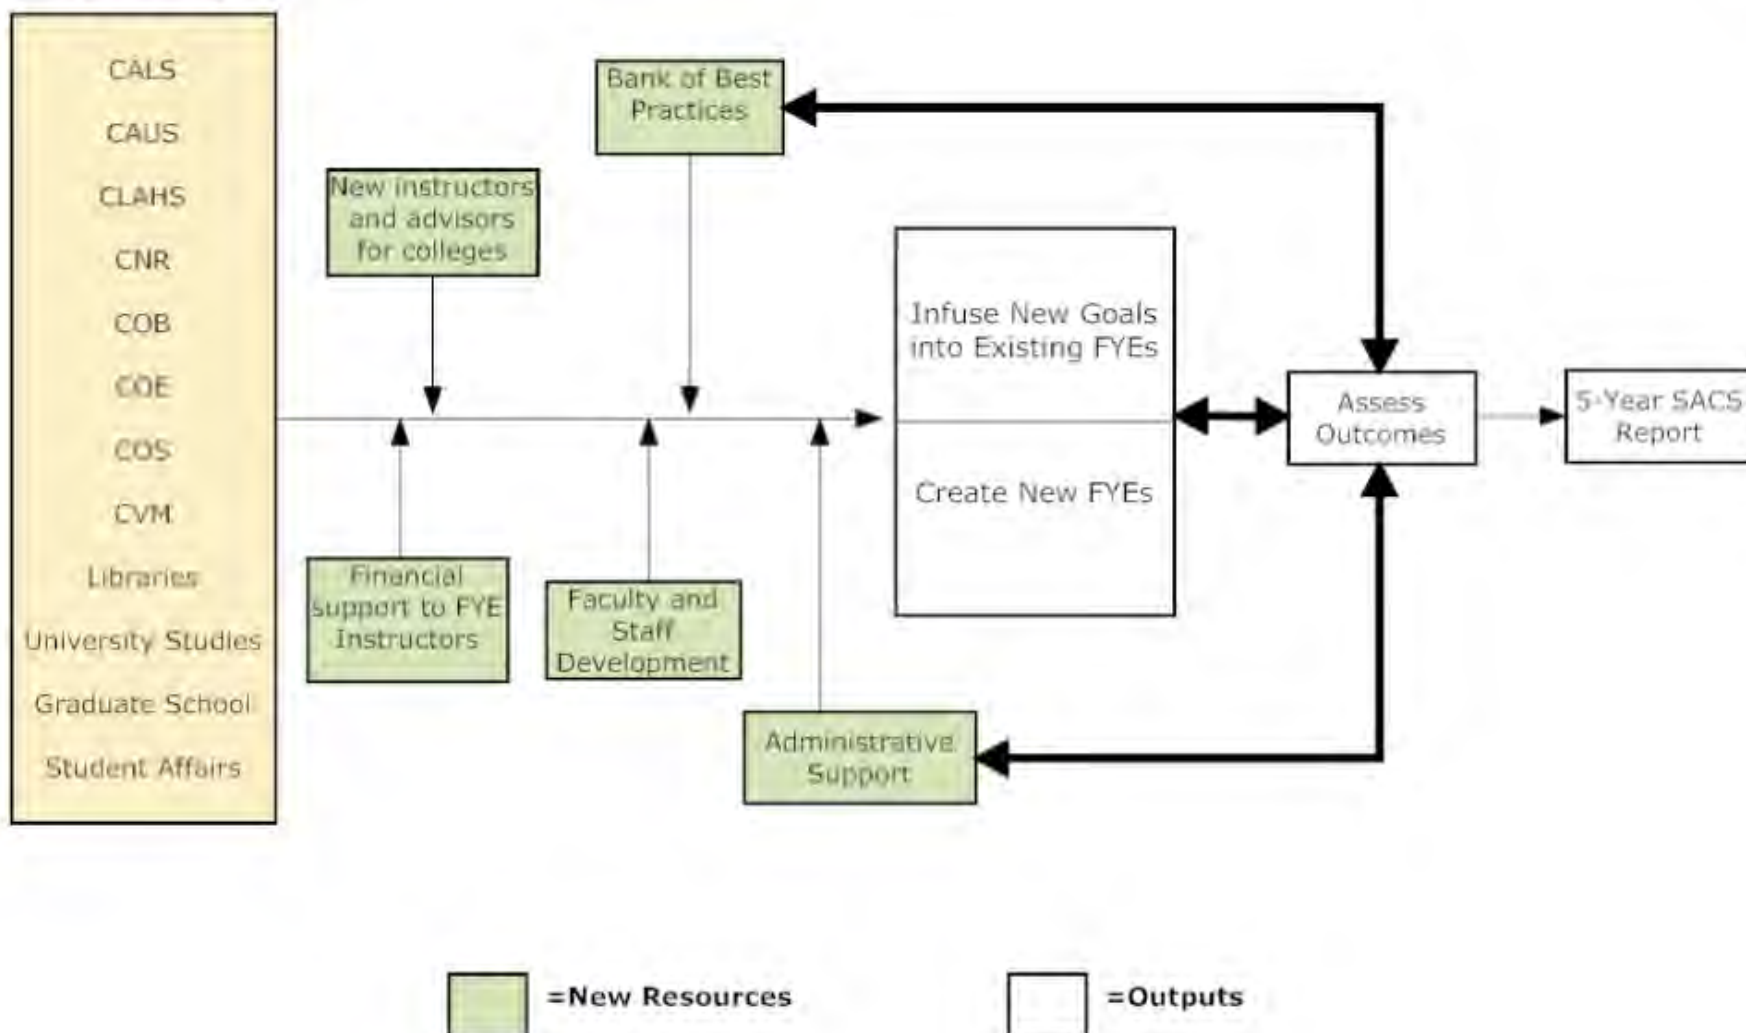 CALS
CAUS
CLAHS
CNR
COB
COE
COS
CVM
Libraries
University Studies
Graduate School
Student Affairs
New instructors
and advisors
for colleges
Bank of Best
Practices
Financial
support to FYE
Instructors
Faculty and
Staff
Development
Administrative
Support
Infuse New Goals
into Existing FYEs
Create New FYEs
Assess
Outcomes
5-Year SACS
Report
=New Resources
=Outputs